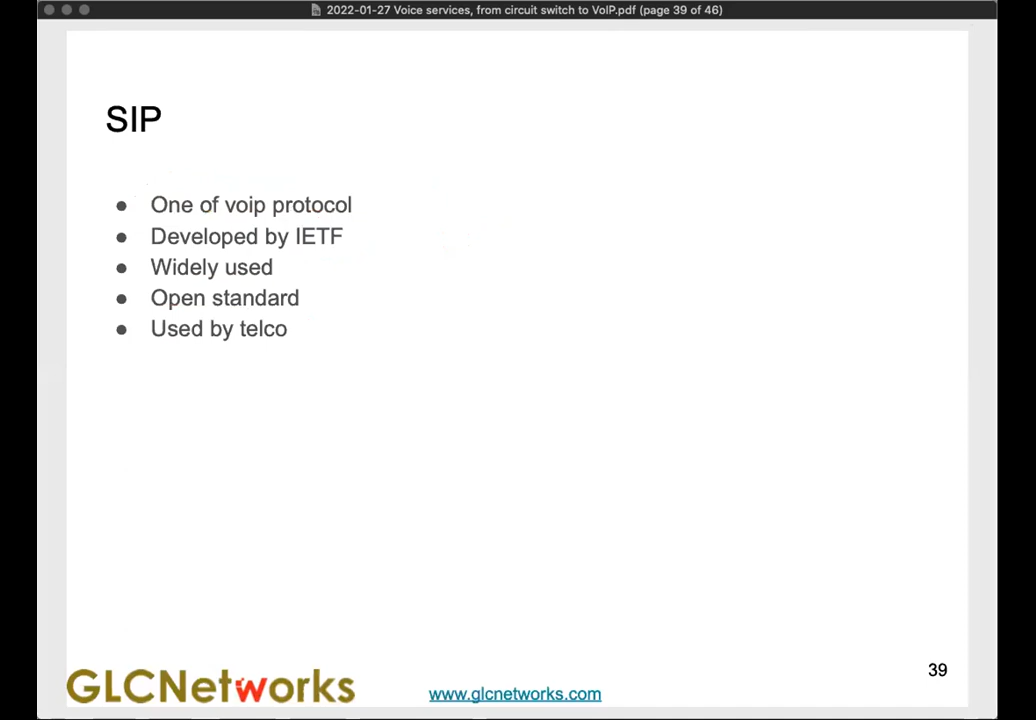 2022-01-27 Voice services, from circuit switch to VoIP.pdf (page 39 of 46)
SIP
● One of voip protocol
● Developed by IETF
● Widely used
● Open standard
● Used by telco
39
GLCNetworks
www.glcnetworks.com